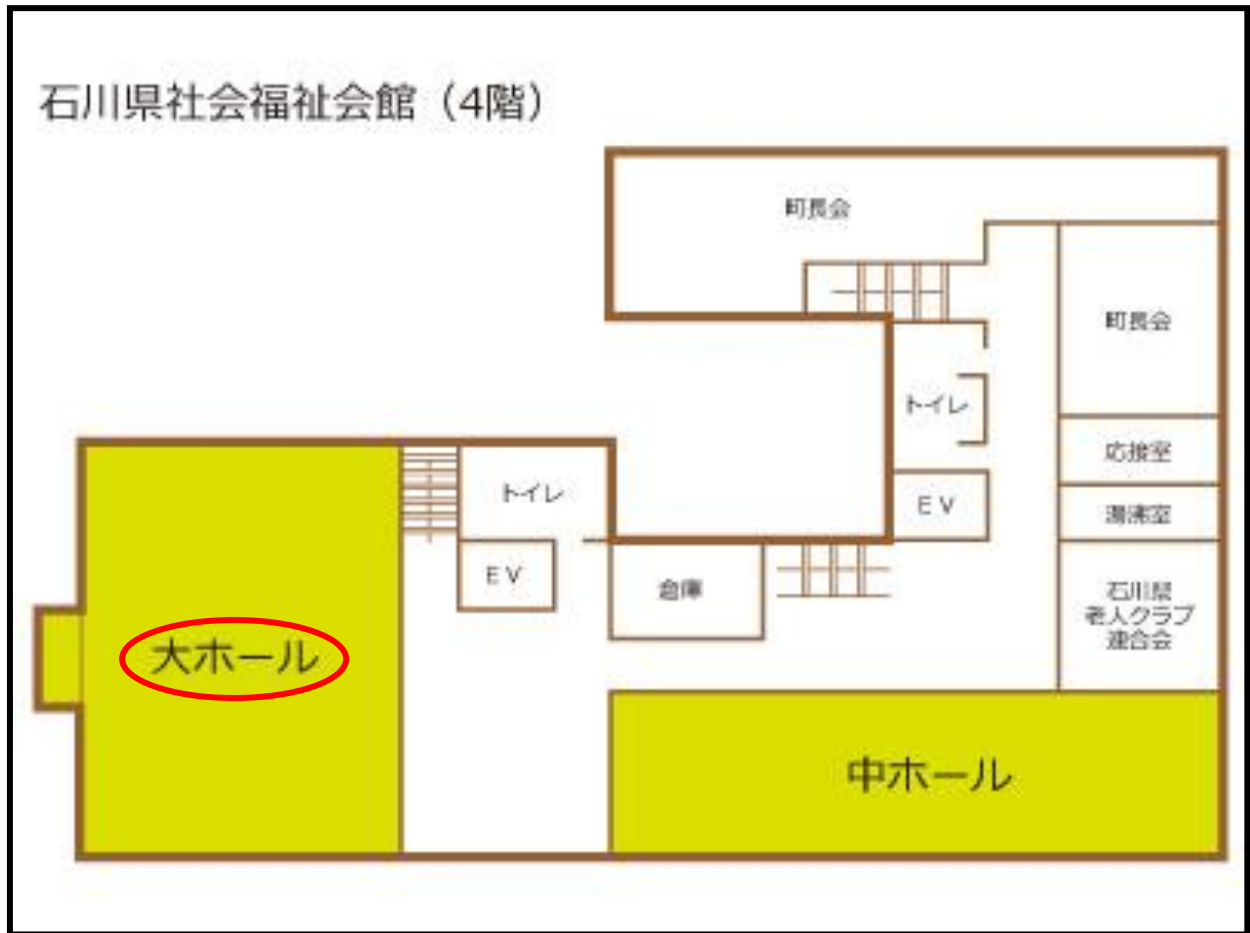 石川県社会福祉会館（4階）
町長会
町長会
トイレ
応接室
EV
湯沸室
トイレ
EV
倉庫
石川県
老人クラブ
連合会
大ホール
中ホール